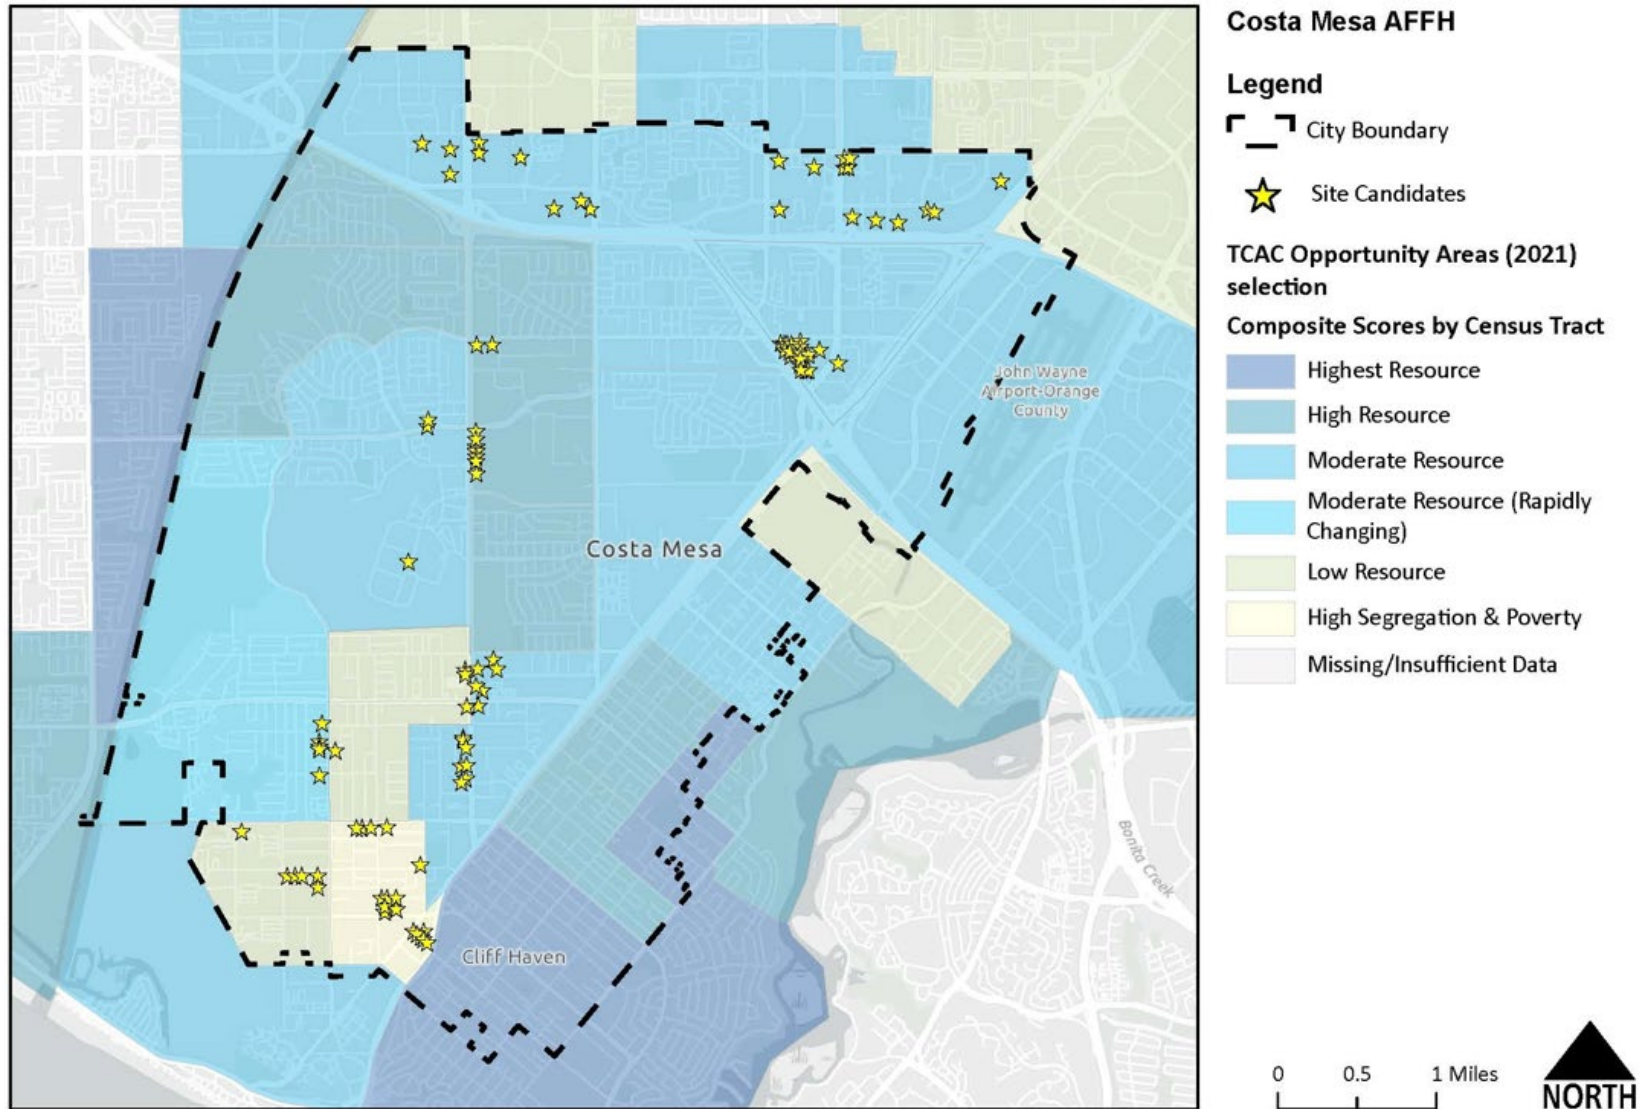 Costa Mesa AFFH
Legend
City Boundary
Site Candidates
TCAC Opportunity Areas (2021)
selection
Composite Scores by Census Tract
Highest Resource
High Resource
Moderate Resource
Moderate Resource (Rapidly
Changing)
Low Resource
High Segregation & Poverty
Missing/Insufficient Data
John Wayne
Airport-Orange
County
Costa Mesa
Cliff Haven
Bonita Creek
0 0.5 1 Miles
NORTH